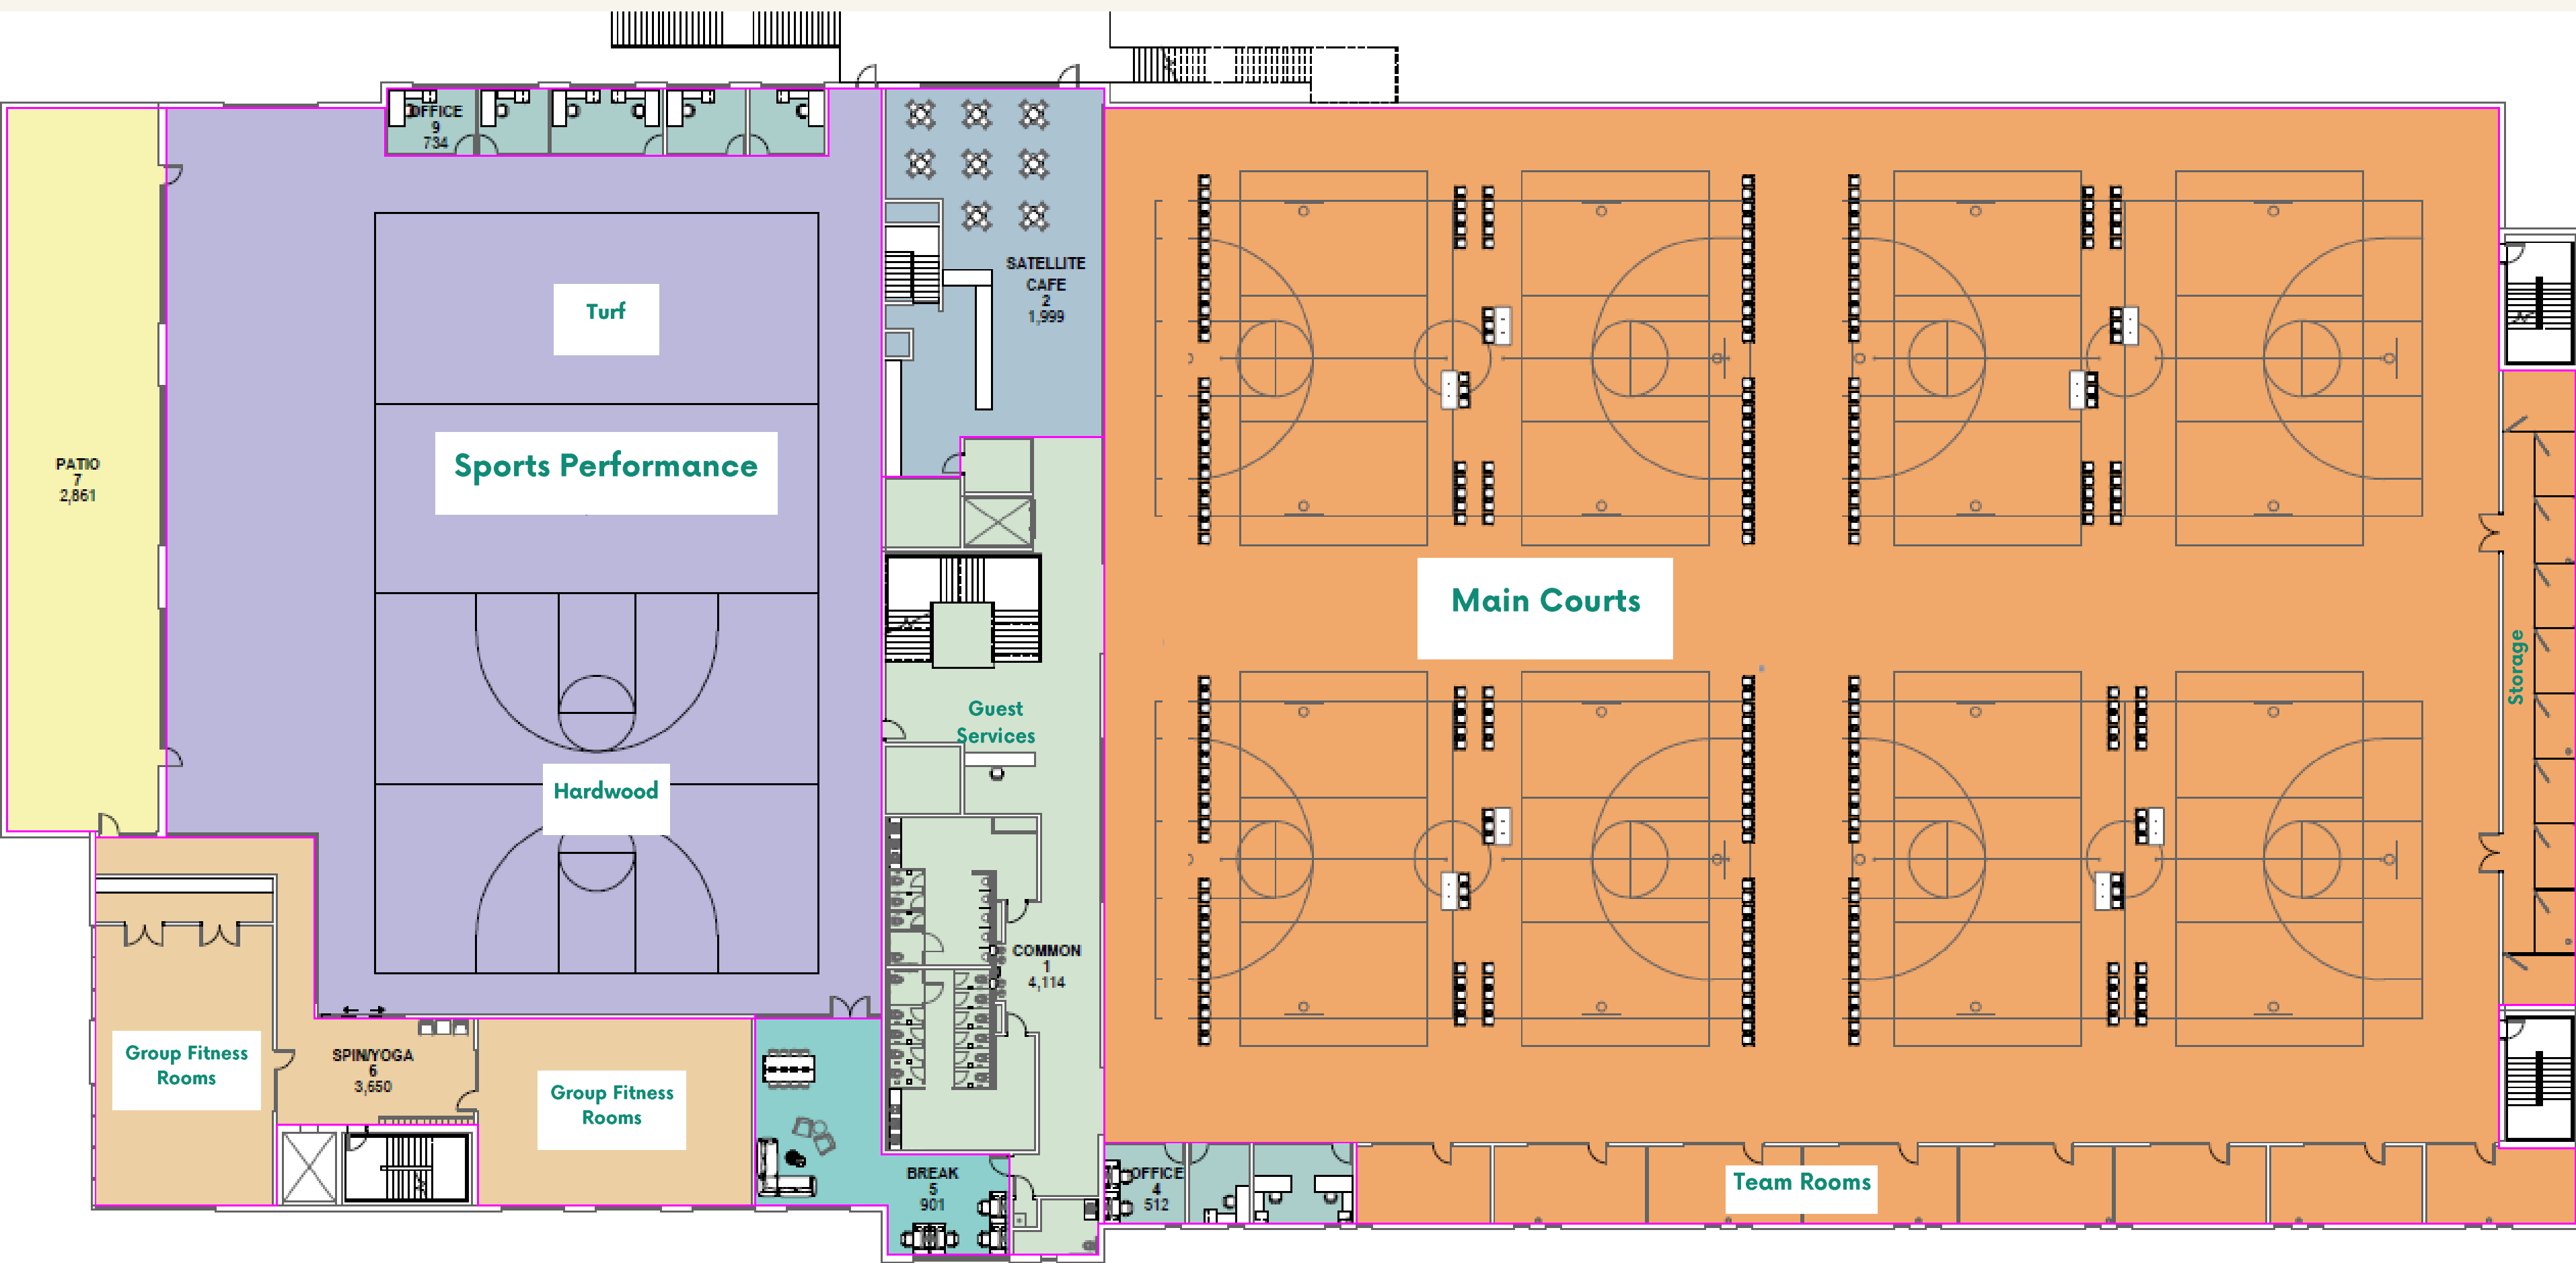 OFFICE
9
734
Turf
SATELLITE
CAFE
2
1,999
Sports Performance
PATIO
7
2,861
Main Courts
Storage
Guest
Services
Hardwood
COMMON
1
4,114
Group Fitness
Rooms
SPIN/YOGA
6
3,650
Group Fitness
Rooms
BREAK
5
901
OFFICE
4
512
Team Rooms